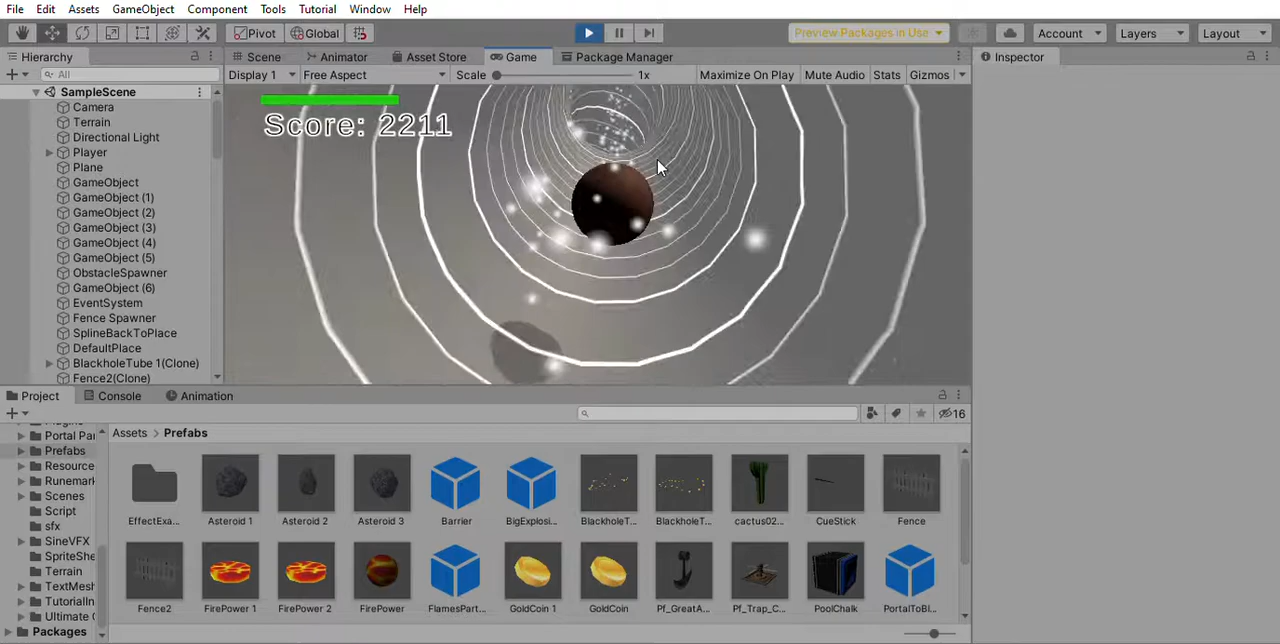 File Edit Assets GameObject Component Tools Tutorial Window Help
Pivot Global Preview Packages in Use Account Layers Layout
Hierarchy Scene Animator Asset Store Game Package Manager Inspector
All Display 1 Free Aspect Scale 1x Maximize On Play Mute Audio Stats Gizmos
SampleScene
Camera
Terrain
Directional Light
Player
Plane
GameObject
GameObject (1)
GameObject (2)
GameObject (3)
GameObject (4)
GameObject (5)
ObstacleSpawner
GameObject (6)
EventSystem
Fence Spawner
SplineBackToPlace
DefaultPlace
BlackholeTube 1(Clone)
Fence2(Clone)
Score: 2211
Project Console Animation
16
Portal Par
Prefabs
Resource
Runemark
Scenes
Script
sfx
SineVFX
SpriteShe
Terrain
TextMesh
TutorialIn
Ultimate G
Packages
Assets > Prefabs
EffectExa... Asteroid 1 Asteroid 2 Asteroid 3 Barrier BigExplosi... BlackholeT... BlackholeT... cactus02... CueStick Fence
Fence2 FirePower 1 FirePower 2 FirePower FlamesPart... GoldCoin 1 GoldCoin Pf_GreatA... Pf_Trap_C... PoolChalk PortalToBl...